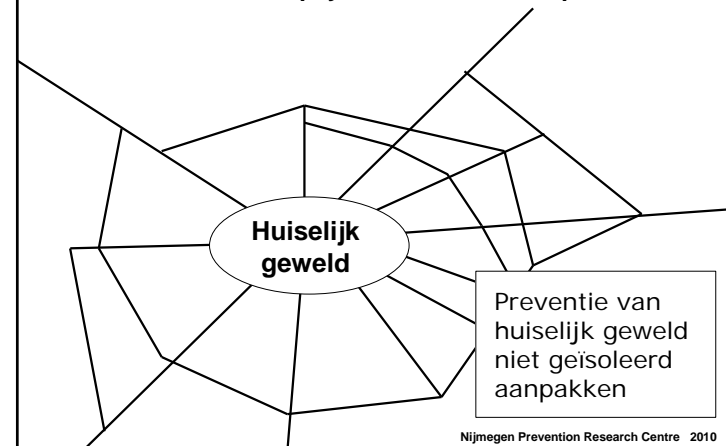 Huiselijk
geweld
Preventie van
huiselijk geweld
niet geïsoleerd
aanpakken
Nijmegen Prevention Research Centre 2010